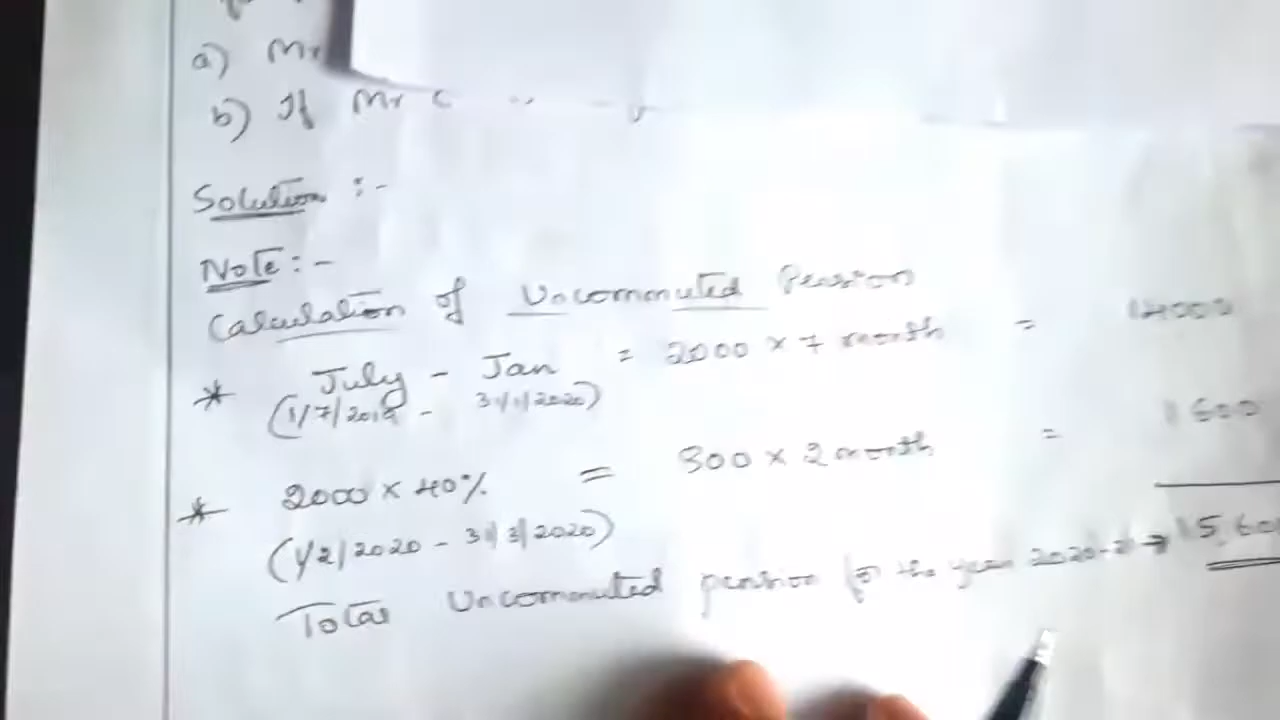 a) Mr
b) If Mr
Solution :-
Note :-
Calculation of Uncommuted Pension
* July - Jan = 2000 x 7 month = 14000
(1/7/2019 - 31/1/2020)
* 2000 x 40% = 800 x 2 month = 1600
(1/2/2020 - 31/3/2020)
Total Uncommuted pension for the year 2020-21 → 15,60